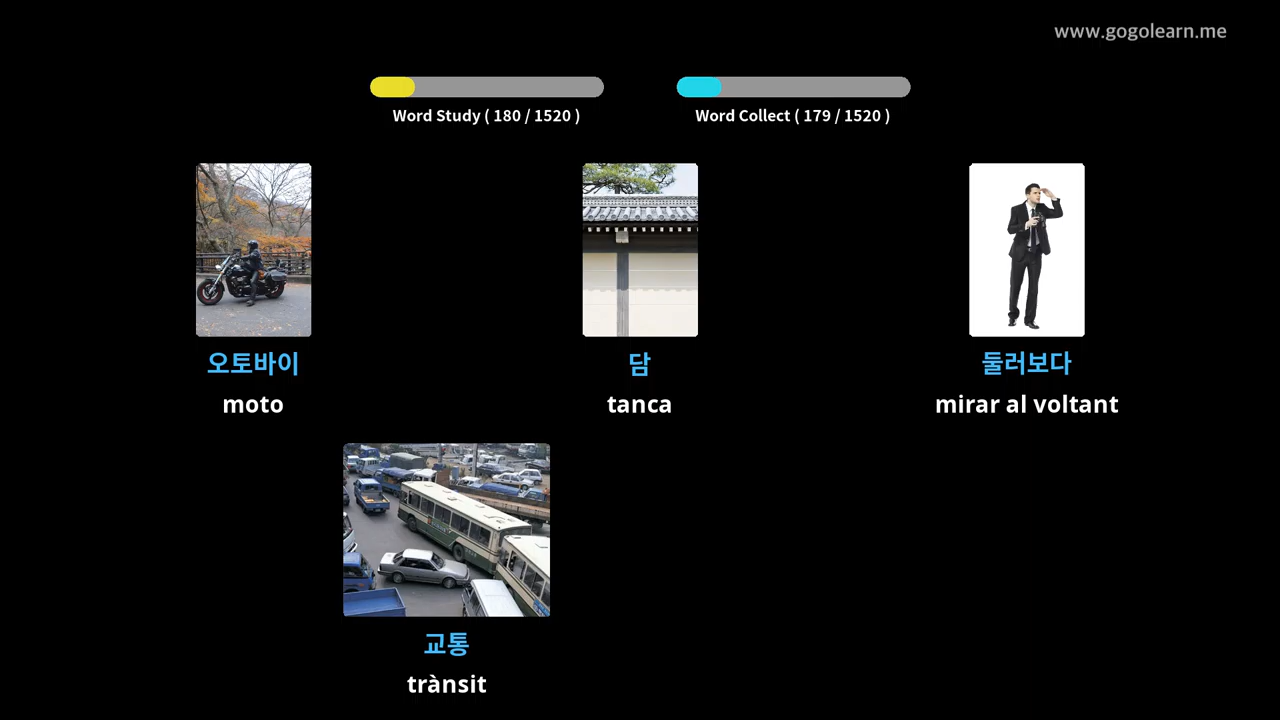 www.gogolearn.me
Word Study ( 180 / 1520 )
Word Collect ( 179 / 1520 )
오토바이
moto
담
tanca
둘러보다
mirar al voltant
교통
trànsit